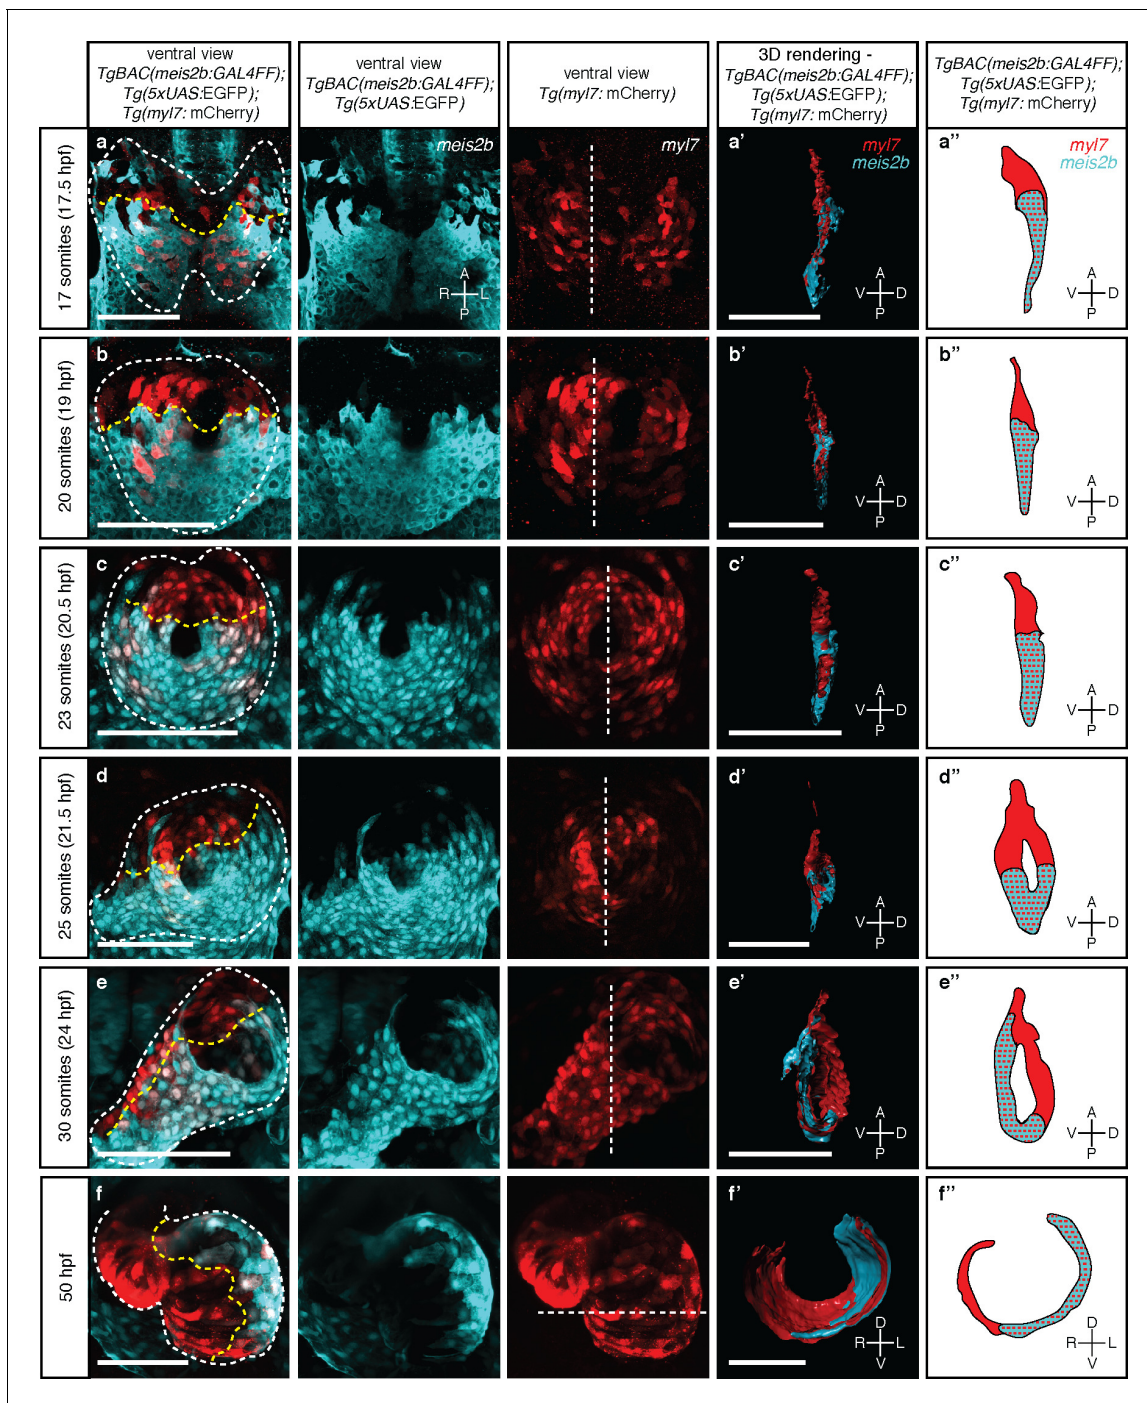 ventral view
TgBAC(meis2b:GAL4FF);
Tg(5xUAS:EGFP);
Tg(myl7: mCherry)
ventral view
TgBAC(meis2b:GAL4FF);
Tg(5xUAS:EGFP)
ventral view
Tg(myl7: mCherry)
3D rendering -
TgBAC(meis2b:GAL4FF);
Tg(5xUAS:EGFP);
Tg(myl7: mCherry)
TgBAC(meis2b:GAL4FF);
Tg(5xUAS:EGFP);
Tg(myl7: mCherry)
17 somites (17.5 hpf)
a
meis2b
A
R L
P
myl7
a’
myl7
meis2b
A
V D
P
a’’
myl7
meis2b
A
V D
P
20 somites (19 hpf)
b
b’
A
V D
P
b’’
A
V D
P
23 somites (20.5 hpf)
c
c’
A
V D
P
c’’
A
V D
P
25 somites (21.5 hpf)
d
d’
A
V D
P
d’’
A
V D
P
30 somites (24 hpf)
e
e’
A
V D
P
e’’
A
V D
P
50 hpf
f
f’
D
R L
V
f’’
D
R L
V